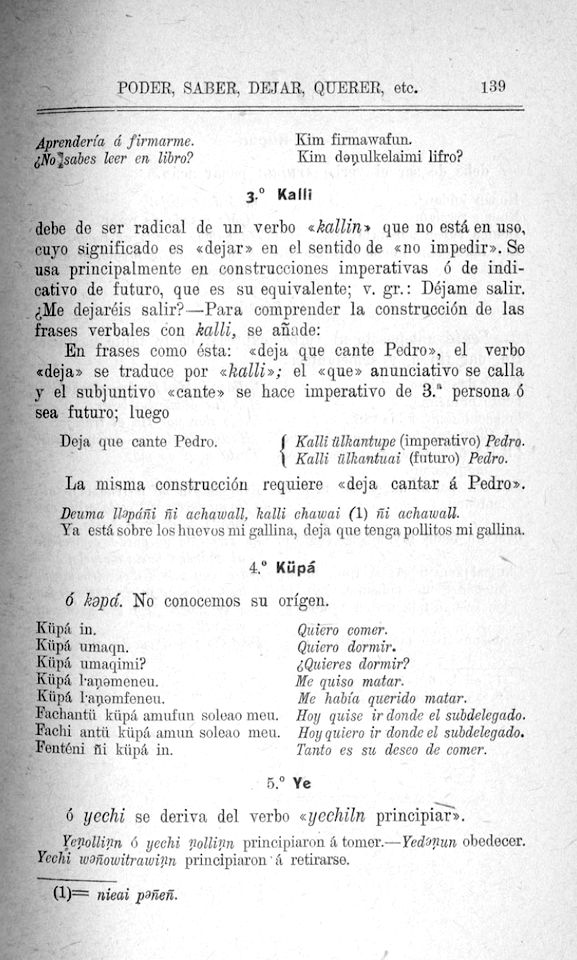 PODER, SABER, DEJAR, QUERER, etc. 139
Aprendería á firmarme. Kim firmawafun.
¿No sabes leer en libro? Kim dəṇulkelaimi lifro?
3.º Kalli
debe de ser radical de un verbo «kallin» que no está en uso,
cuyo significado es «dejar» en el sentido de «no impedir». Se
usa principalmente en construcciones imperativas ó de indi-
cativo de futuro, que es su equivalente; v. gr.: Déjame salir.
¿Me dejaréis salir?—Para comprender la construcción de las
frases verbales con kalli, se añade:
En frases como ésta: «deja que cante Pedro», el verbo
«deja» se traduce por «kalli»; el «que» anunciativo se calla
y el subjuntivo «cante» se hace imperativo de 3.ª persona ó
sea futuro; luego
Deja que cante Pedro. { Kalli ülkantupe (imperativo) Pedro.
Kalli ülkantuai (futuro) Pedro.
La misma construcción requiere «deja cantar á Pedro».
Deuma lləpáñi ñi achawall, kalli chawai (1) ñi achawall.
Ya está sobre los huevos mi gallina, deja que tenga pollitos mi gallina.
4.º Küpá
ó kəpá. No conocemos su orígen.
Küpá in. Quiero comer.
Küpá umaqn. Quiero dormir.
Küpá umaqimi? ¿Quieres dormir?
Küpá l·aṇəmeneu. Me quiso matar.
Küpá l·aṇəmfeneu. Me había querido matar.
Fachantü küpá amufun soleao meu. Hoy quise ir donde el subdelegado.
Fachi antü küpá amun soleao meu. Hoy quiero ir donde el subdelegado.
Fenténi ñi küpá in. Tanto es su deseo de comer.
5.º Ye
ó yechi se deriva del verbo «yechiln principiar».
Yeṇolliṇn ó yechi ṇolliṇn principiaron á tomer.—Yedəṇun obedecer.
Yechi wəñowitrawiṇn principiaron á retirarse.
(1)= nieai pəñeñ.